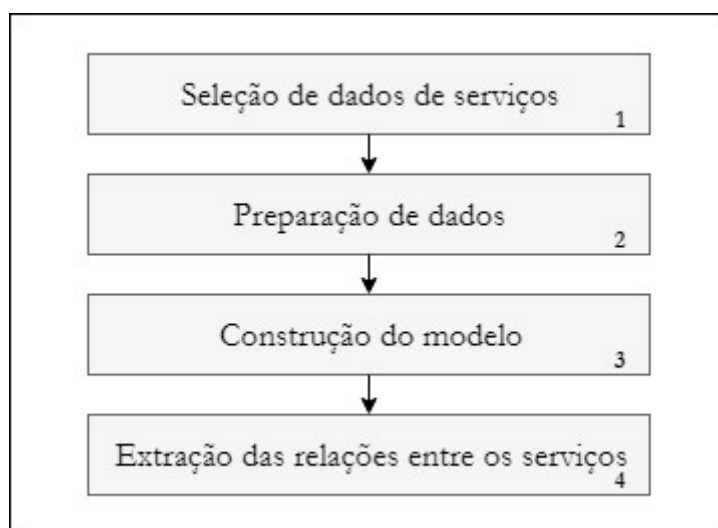 Seleção de dados de serviços
1
Preparação de dados
2
Construção do modelo
3
Extração das relações entre os serviços
4